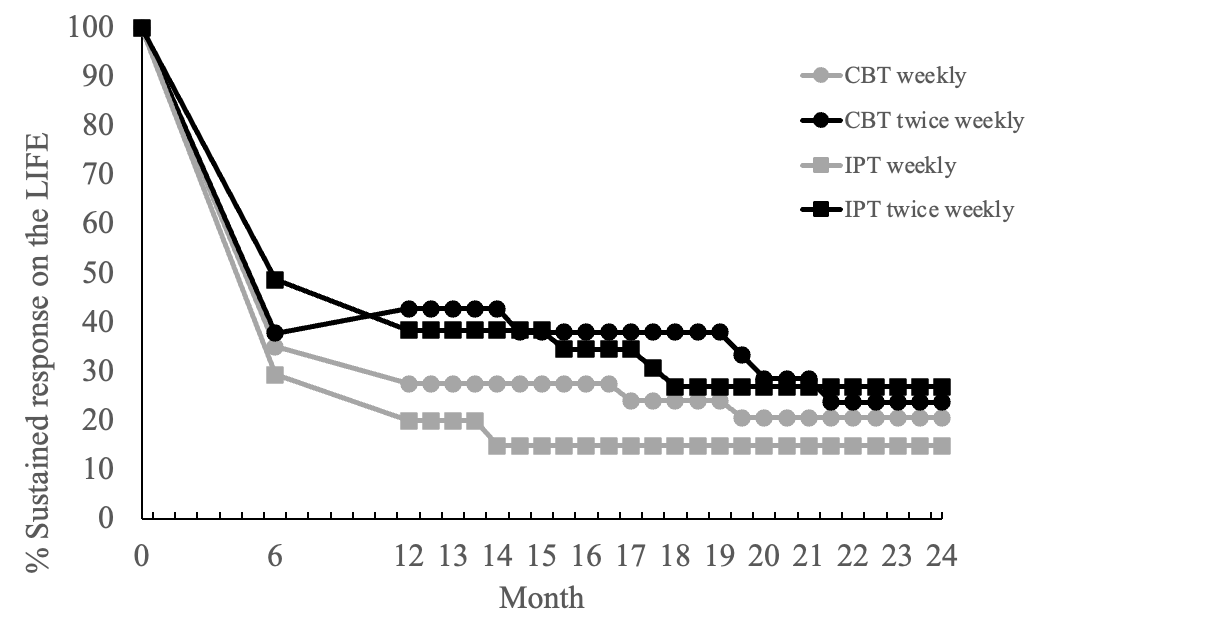 % Sustained response on the LIFE
100
90
80
70
60
50
40
30
20
10
0
0 6 12 13 14 15 16 17 18 19 20 21 22 23 24
Month
CBT weekly
CBT twice weekly
IPT weekly
IPT twice weekly